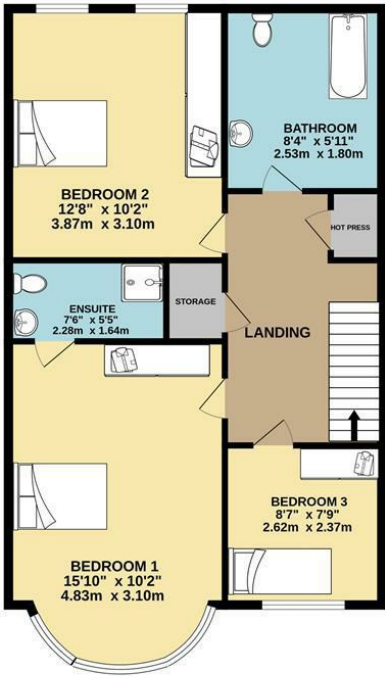 BATHROOM
8'4" x 5'11"
2.53m x 1.80m
BEDROOM 2
12'8" x 10'2"
3.87m x 3.10m
HOT PRESS
ENSUITE
7'6" x 5'5"
2.28m x 1.64m
STORAGE
LANDING
BEDROOM 3
8'7" x 7'9"
2.62m x 2.37m
BEDROOM 1
15'10" x 10'2"
4.83m x 3.10m